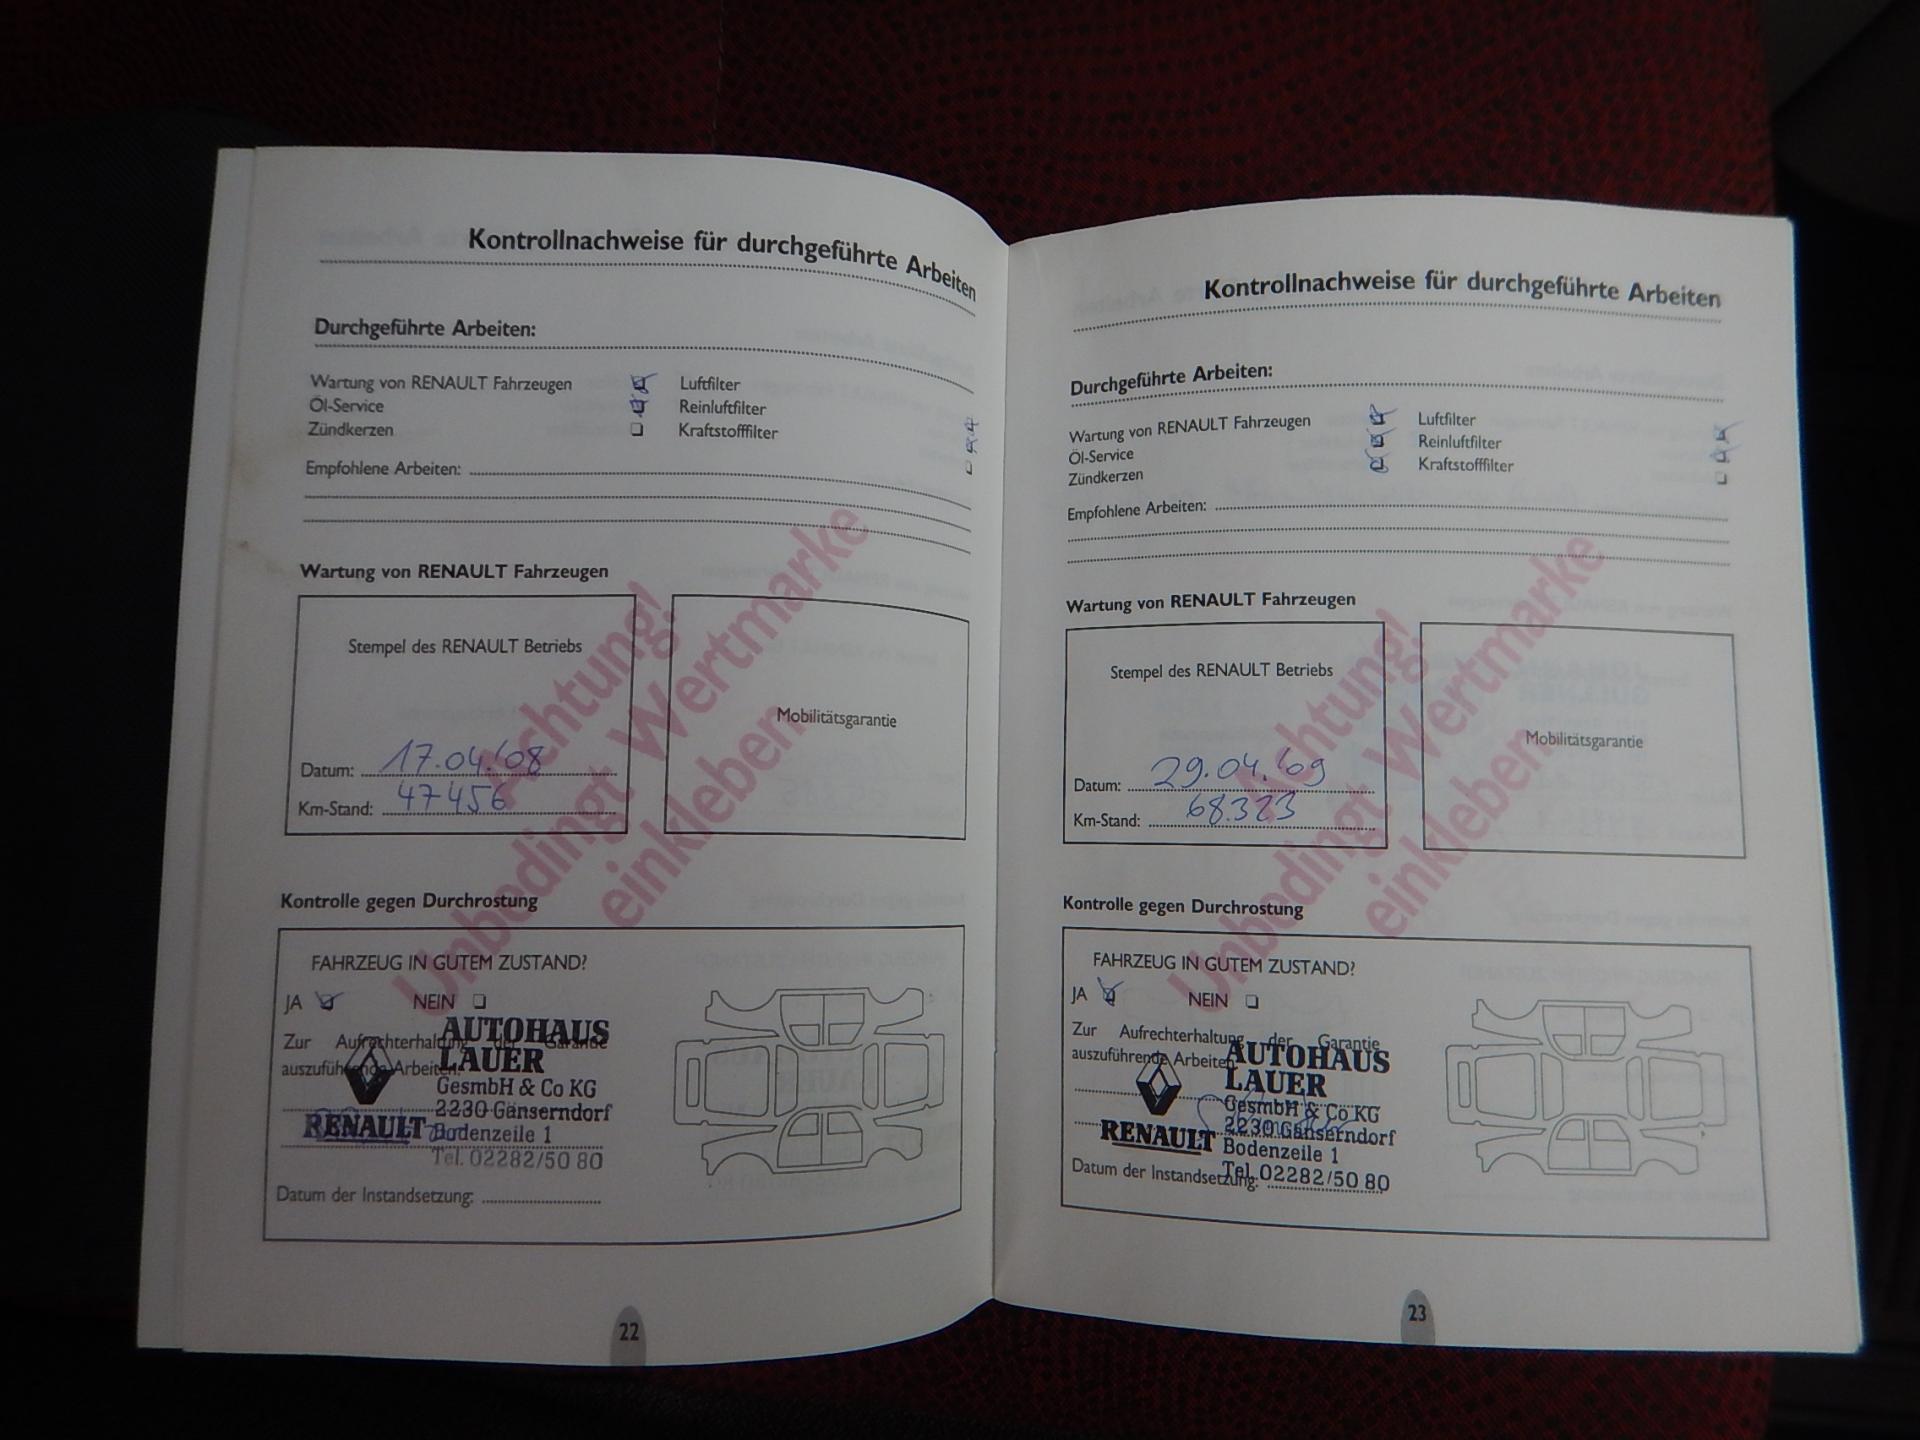 Kontrollnachweise für durchgeführte Arbeiten
Durchgeführte Arbeiten:
Wartung von RENAULT Fahrzeugen Luftfilter
Öl-Service Reinluftfilter
Zündkerzen Kraftstofffilter
Empfohlene Arbeiten:
Wartung von RENAULT Fahrzeugen
Stempel des RENAULT Betriebs
Mobilitätsgarantie
Datum: 17.04.'08
Km-Stand: 47456
Achtung!
Unbedingt Wertmarke
einkleben
Kontrolle gegen Durchrostung
FAHRZEUG IN GUTEM ZUSTAND?
JA NEIN
Zur Aufrechterhaltung der Garantie
auszuführende Arbeiten:
AUTOHAUS
LAUER
GesmbH & Co KG
2230 Gänserndorf
RENAULT Bodenzeile 1
Tel. 02282/50 80
Datum der Instandsetzung:
22
Kontrollnachweise für durchgeführte Arbeiten
Durchgeführte Arbeiten:
Wartung von RENAULT Fahrzeugen Luftfilter
Öl-Service Reinluftfilter
Zündkerzen Kraftstofffilter
Empfohlene Arbeiten:
Wartung von RENAULT Fahrzeugen
Stempel des RENAULT Betriebs
Mobilitätsgarantie
Datum: 29.04.'09
Km-Stand: 68.323
Achtung!
Unbedingt Wertmarke
einkleben
Kontrolle gegen Durchrostung
FAHRZEUG IN GUTEM ZUSTAND?
JA NEIN
Zur Aufrechterhaltung der Garantie
auszuführende Arbeiten
AUTOHAUS
LAUER
GesmbH & Co KG
2230 Gänserndorf
RENAULT Bodenzeile 1
Tel. 02282/50 80
Datum der Instandsetzung:
23